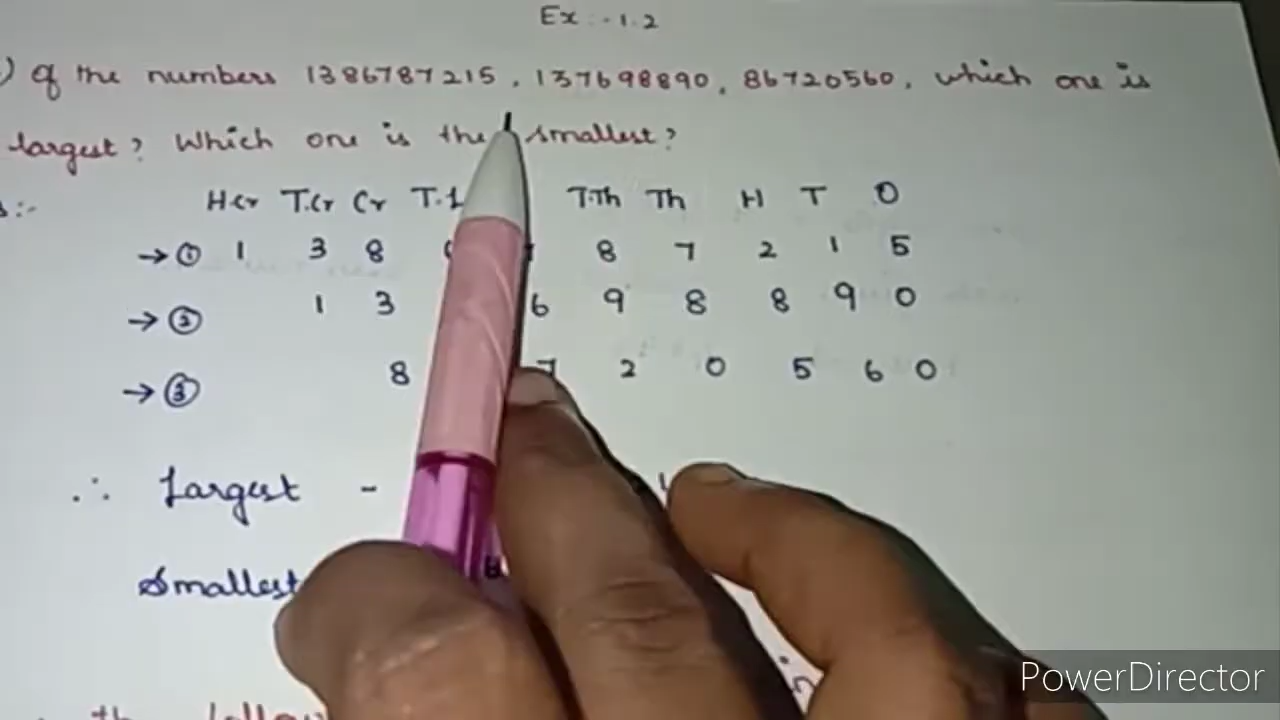 Ex :- 1.2
) Of the numbers 1386787215, 137698890, 86720560, which one is
largest? Which one is the smallest?
:- H.Cr T.Cr Cr T.L T.Th Th H T O
→ ① 1 3 8 8 7 2 1 5
→ ② 1 3 6 9 8 8 9 0
→ ③ 8 7 2 0 5 6 0
∴ Largest -
Smallest
PowerDirector